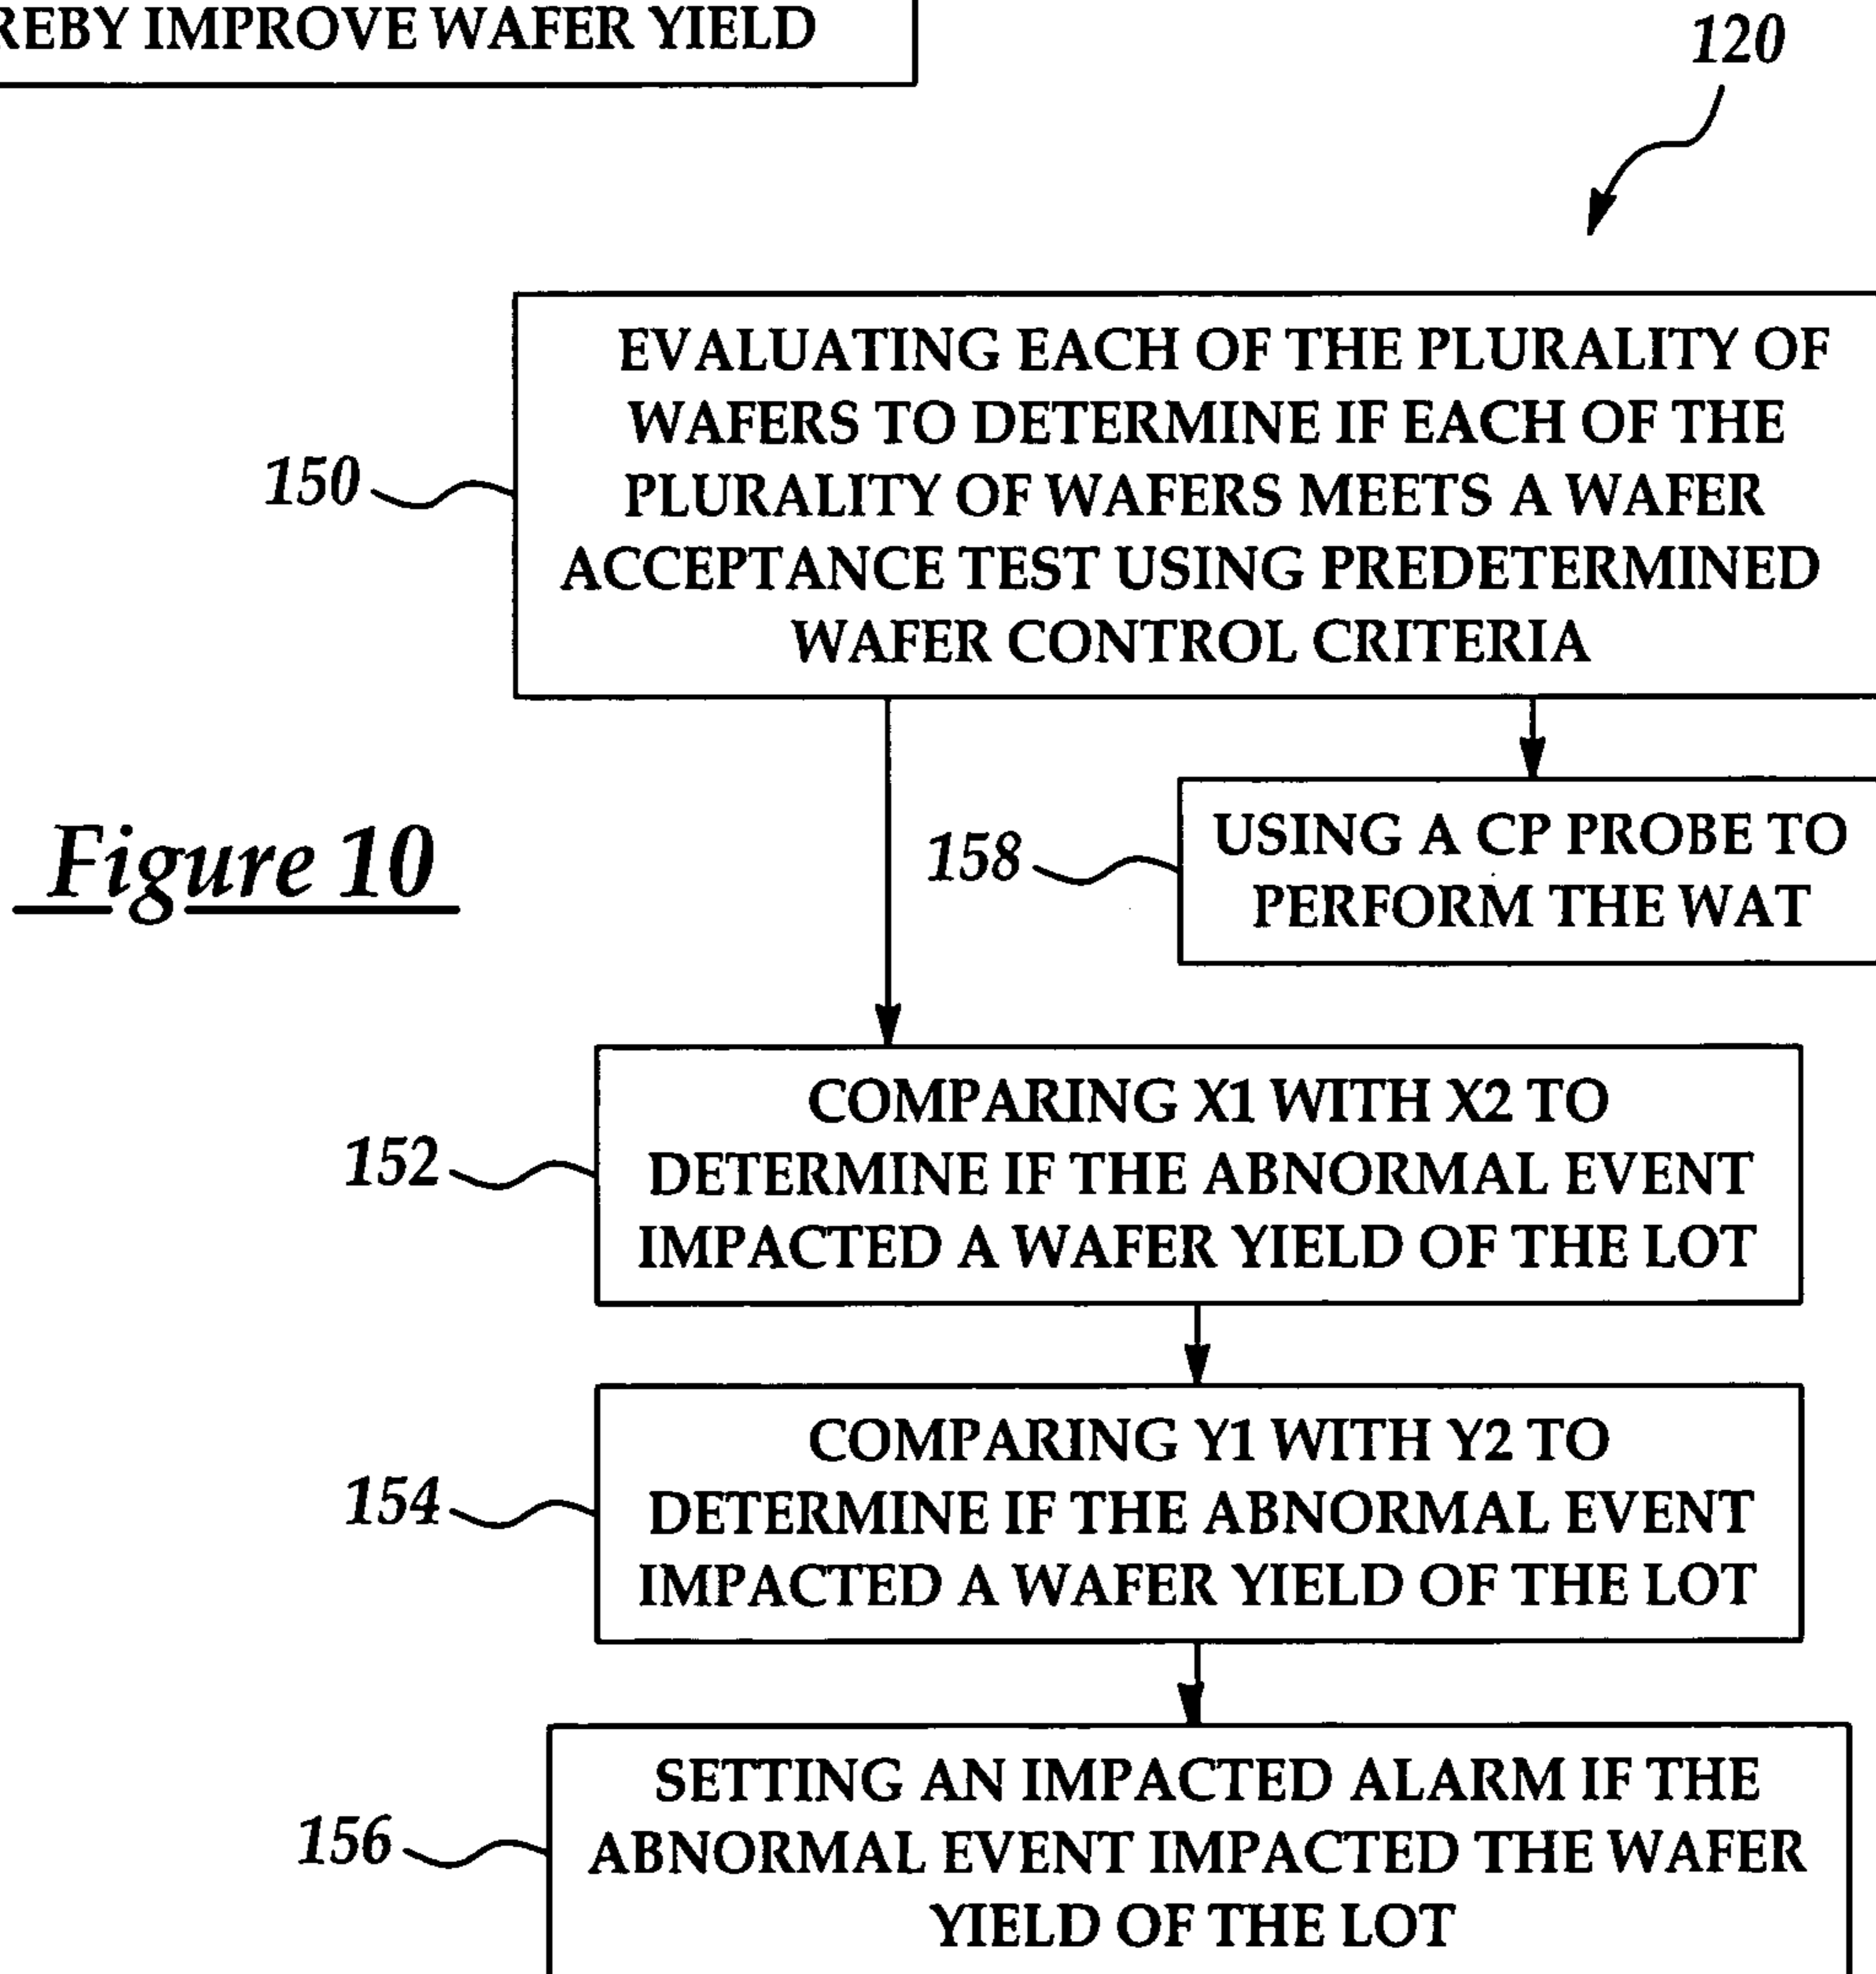 IMPROVE WAFER YIELD
120
EVALUATING EACH OF THE PLURALITY OF
WAFERS TO DETERMINE IF EACH OF THE
150
PLURALITY OF WAFERS MEETS A WAFER
ACCEPTANCE TEST USING PREDETERMINED
WAFER CONTROL CRITERIA
Figure 10
158
USING A CP PROBE TO
PERFORM THE WAT
COMPARING X1 WITH X2 TO
152
DETERMINE IF THE ABNORMAL EVENT
IMPACTED A WAFER YIELD OF THE LOT
COMPARING Y1 WITH Y2 TO
154
DETERMINE IF THE ABNORMAL EVENT
IMPACTED A WAFER YIELD OF THE LOT
SETTING AN IMPACTED ALARM IF THE
156
ABNORMAL EVENT IMPACTED THE WAFER
YIELD OF THE LOT